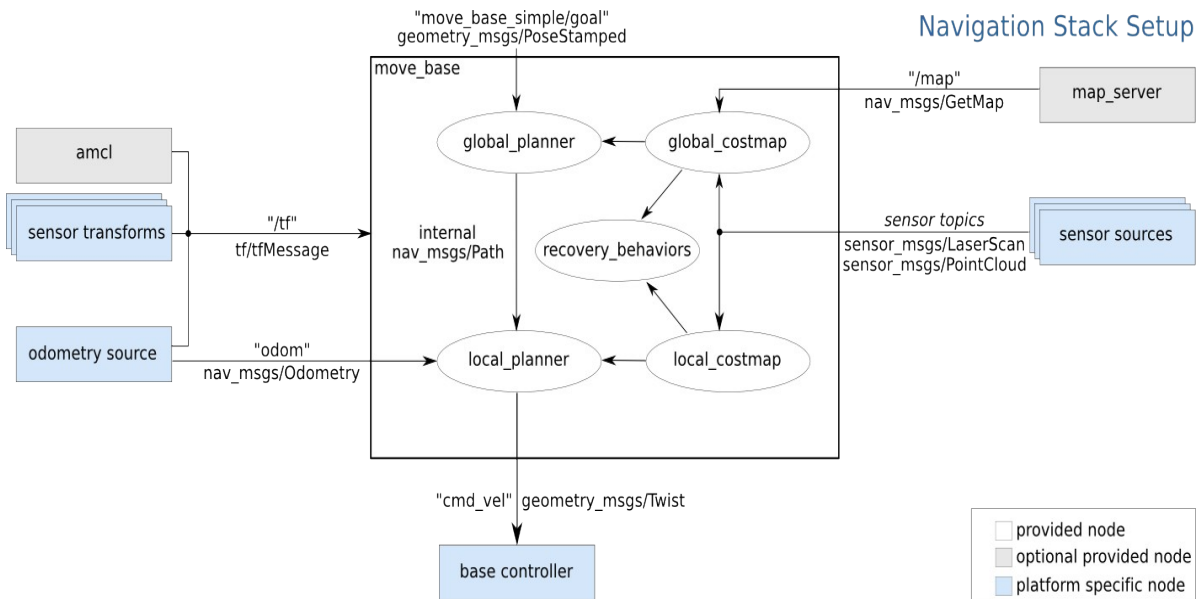 Navigation Stack Setup
"move_base_simple/goal"
geometry_msgs/PoseStamped
move_base
"/map"
nav_msgs/GetMap
map_server
global_planner
global_costmap
amcl
sensor transforms
"/tf"
tf/tfMessage
internal
nav_msgs/Path
recovery_behaviors
sensor topics
sensor_msgs/LaserScan
sensor_msgs/PointCloud
sensor sources
odometry source
"odom"
nav_msgs/Odometry
local_planner
local_costmap
"cmd_vel" geometry_msgs/Twist
base controller
provided node
optional provided node
platform specific node